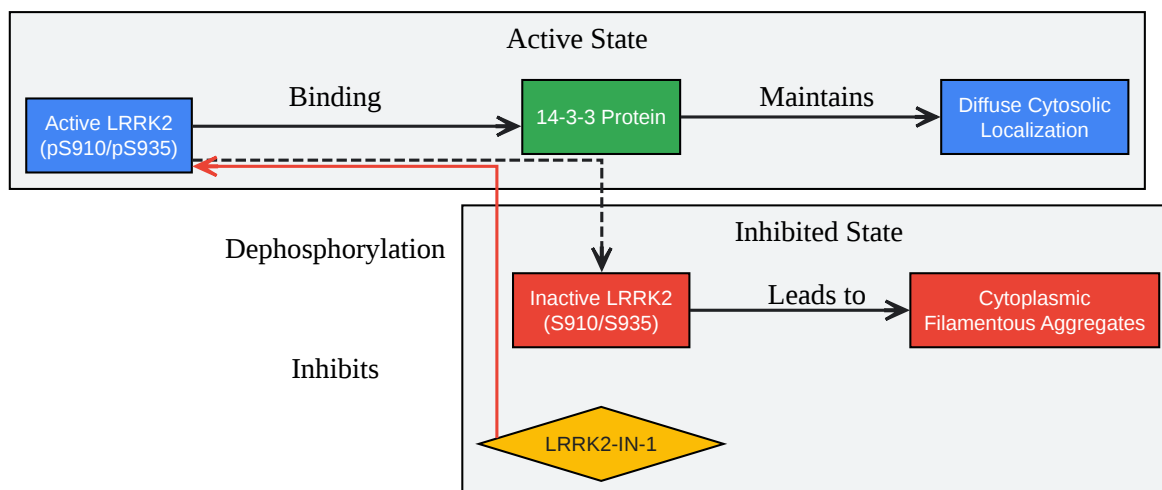 Active State
Binding
Maintains
Active LRRK2
(pS910/pS935)
14-3-3 Protein
Diffuse Cytosolic
Localization
Dephosphorylation
Inhibited State
Inactive LRRK2
(S910/S935)
Leads to
Cytoplasmic
Filamentous Aggregates
Inhibits
LRRK2-IN-1